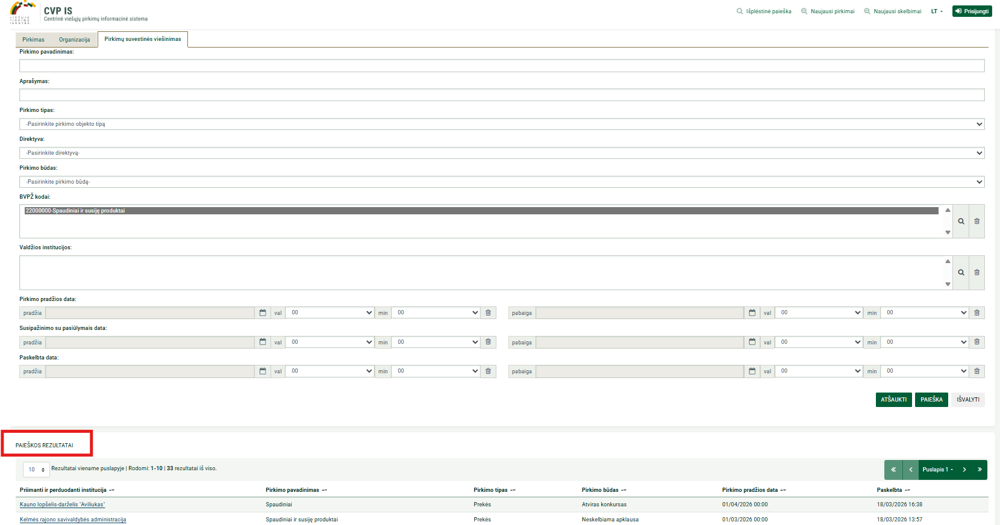 VIEŠŲJŲ
PIRKIMŲ
TARNYBA
CVP IS
Centrinė viešųjų pirkimų informacinė sistema
Išplėstinė paieška
Naujausi pirkimai
Naujausi skelbimai
LT
Prisijungti
Pirkimas
Organizacija
Pirkimų suvestinės viešinimas
Pirkimo pavadinimas:
Aprašymas:
Pirkimo tipas:
-Pasirinkite pirkimo objekto tipą
Direktyva:
-Pasirinkite direktyvą-
Pirkimo būdas:
-Pasirinkite pirkimo būdą-
BVPŽ kodai:
22000000-Spaudiniai ir susiję produktai
Valdžios institucijos:
Pirkimo pradžios data:
pradžia val 00 min 00 pabaiga val 00 min 00
Susipažinimo su pasiūlymais data:
pradžia val 00 min 00 pabaiga val 00 min 00
Paskelbta data:
pradžia val 00 min 00 pabaiga val 00 min 00
ATŠAUKTI PAIEŠKA IŠVALYTI
PAIEŠKOS REZULTATAI
10 Rezultatai viename puslapyje | Rodomi: 1-10 | 33 rezultatai iš viso.
« ‹ Puslapis 1 › »
Priimanti ir perduodanti institucija Pirkimo pavadinimas Pirkimo tipas Pirkimo būdas Pirkimo pradžios data Paskelbta
Kauno lopšelis-darželis "Aviliukas" Spaudiniai Prekės Atviras konkursas 01/04/2026 00:00 18/03/2026 16:38
Kelmės rajono savivaldybės administracija Spaudiniai ir susiję produktai Prekės Neskelbiama apklausa 01/03/2026 00:00 18/03/2026 13:57